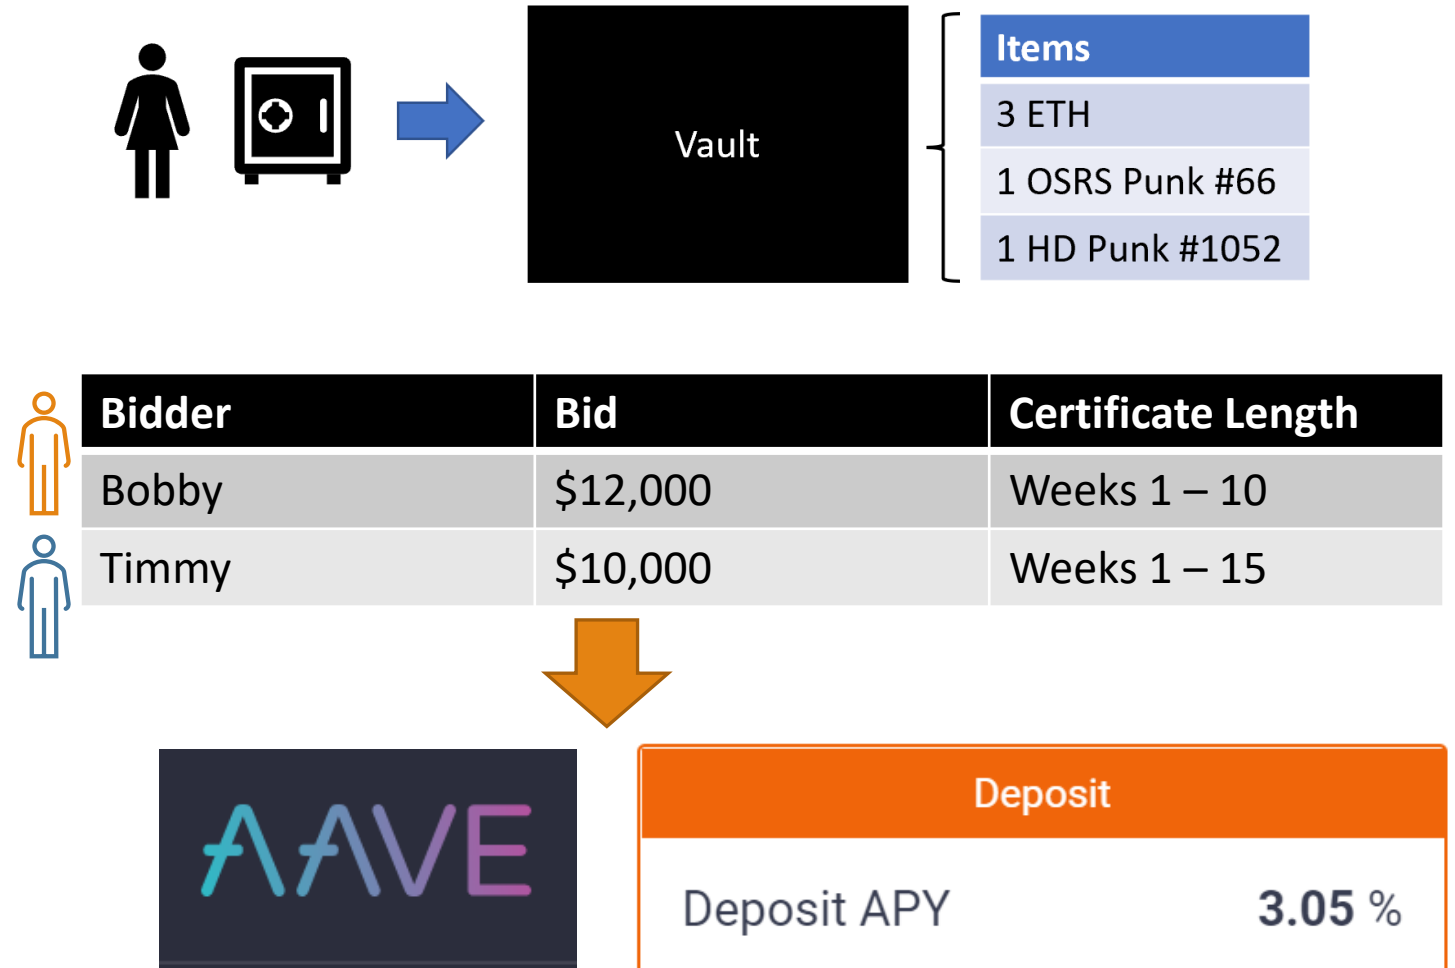 Vault
Items
3 ETH
1 OSRS Punk #66
1 HD Punk #1052
Bidder Bid Certificate Length
Bobby $12,000 Weeks 1 – 10
Timmy $10,000 Weeks 1 – 15
AAVE
Deposit
Deposit APY 3.05 %